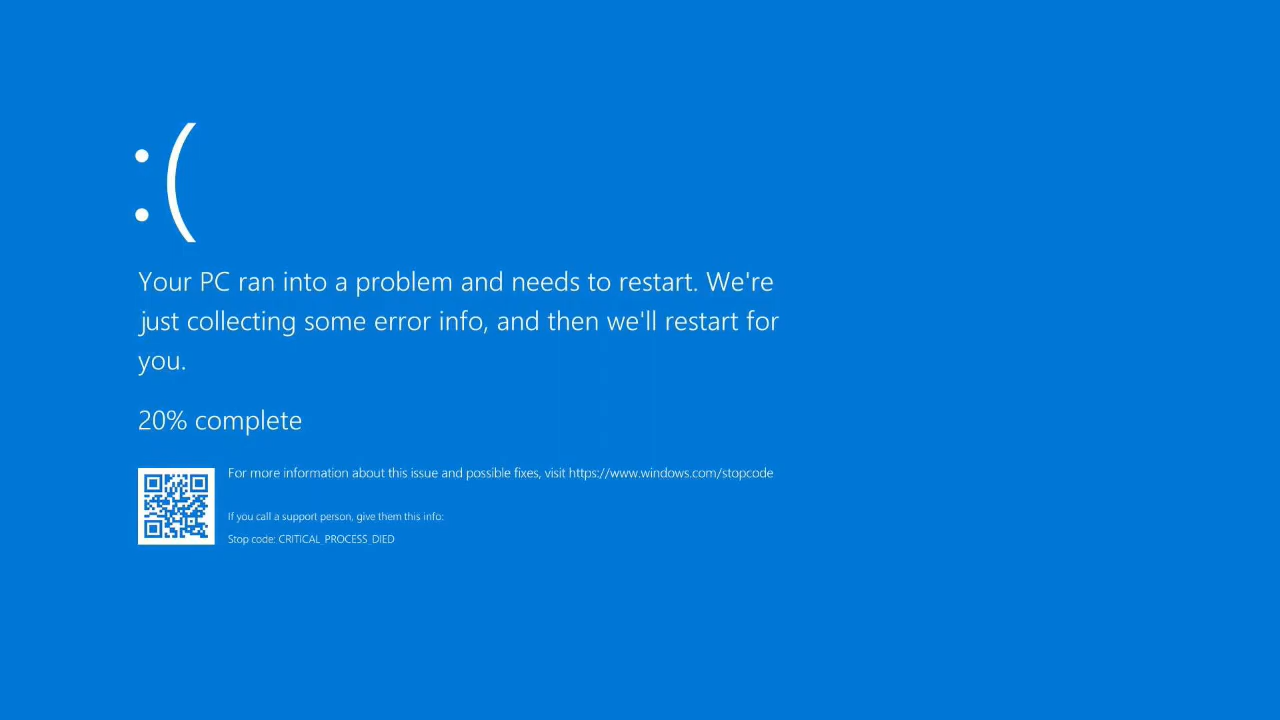 :(
Your PC ran into a problem and needs to restart. We're
just collecting some error info, and then we'll restart for
you.
20% complete
For more information about this issue and possible fixes, visit https://www.windows.com/stopcode
If you call a support person, give them this info:
Stop code: CRITICAL_PROCESS_DIED